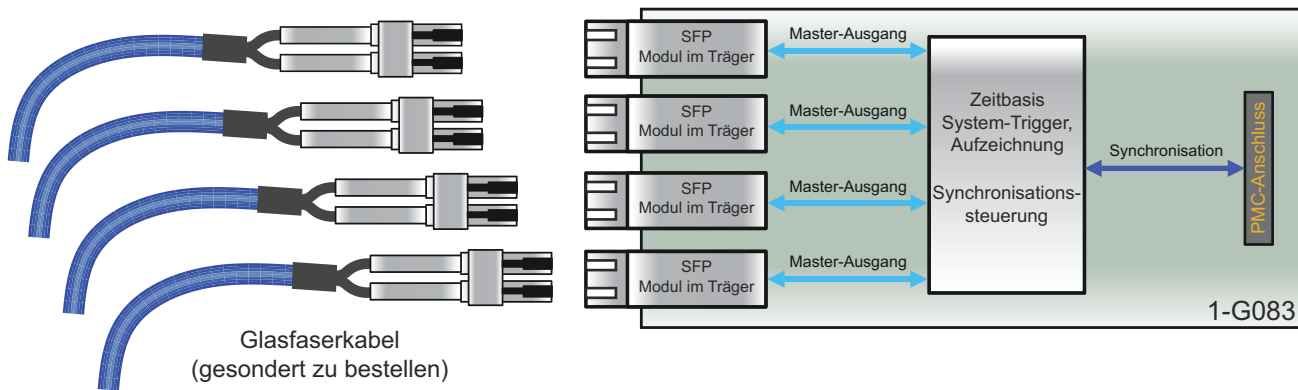 SFP
Modul im Träger
Master-Ausgang
SFP
Modul im Träger
Master-Ausgang
SFP
Modul im Träger
Master-Ausgang
SFP
Modul im Träger
Master-Ausgang
Zeitbasis
System-Trigger,
Aufzeichnung
Synchronisations-
steuerung
Synchronisation
PMC-Anschluss
1-G083
Glasfaserkabel
(gesondert zu bestellen)